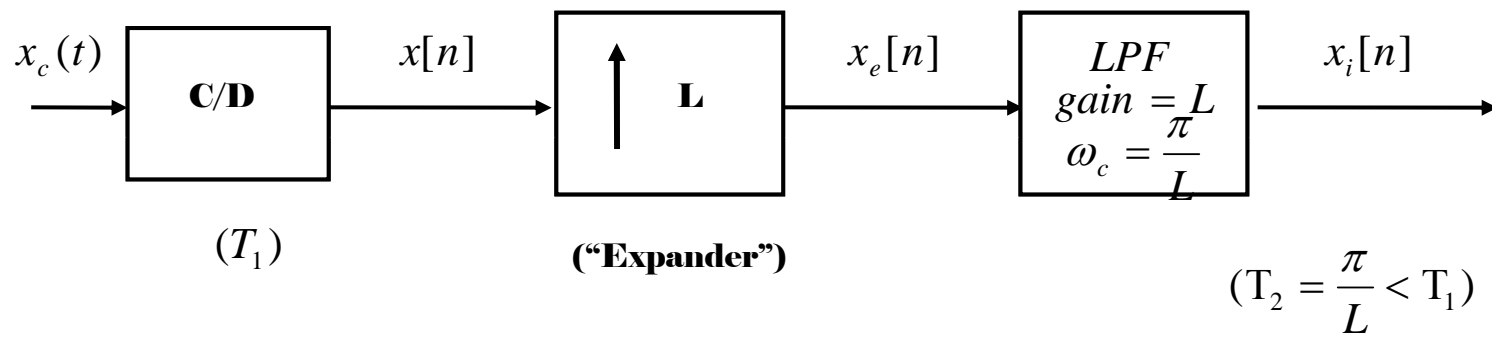 x_c(t)
C/D
x[n]
L
x_e[n]
LPF
gain = L
ω_c = π/L
x_i[n]
(T_1)
(“Expander”)
(T_2 = π/L < T_1)